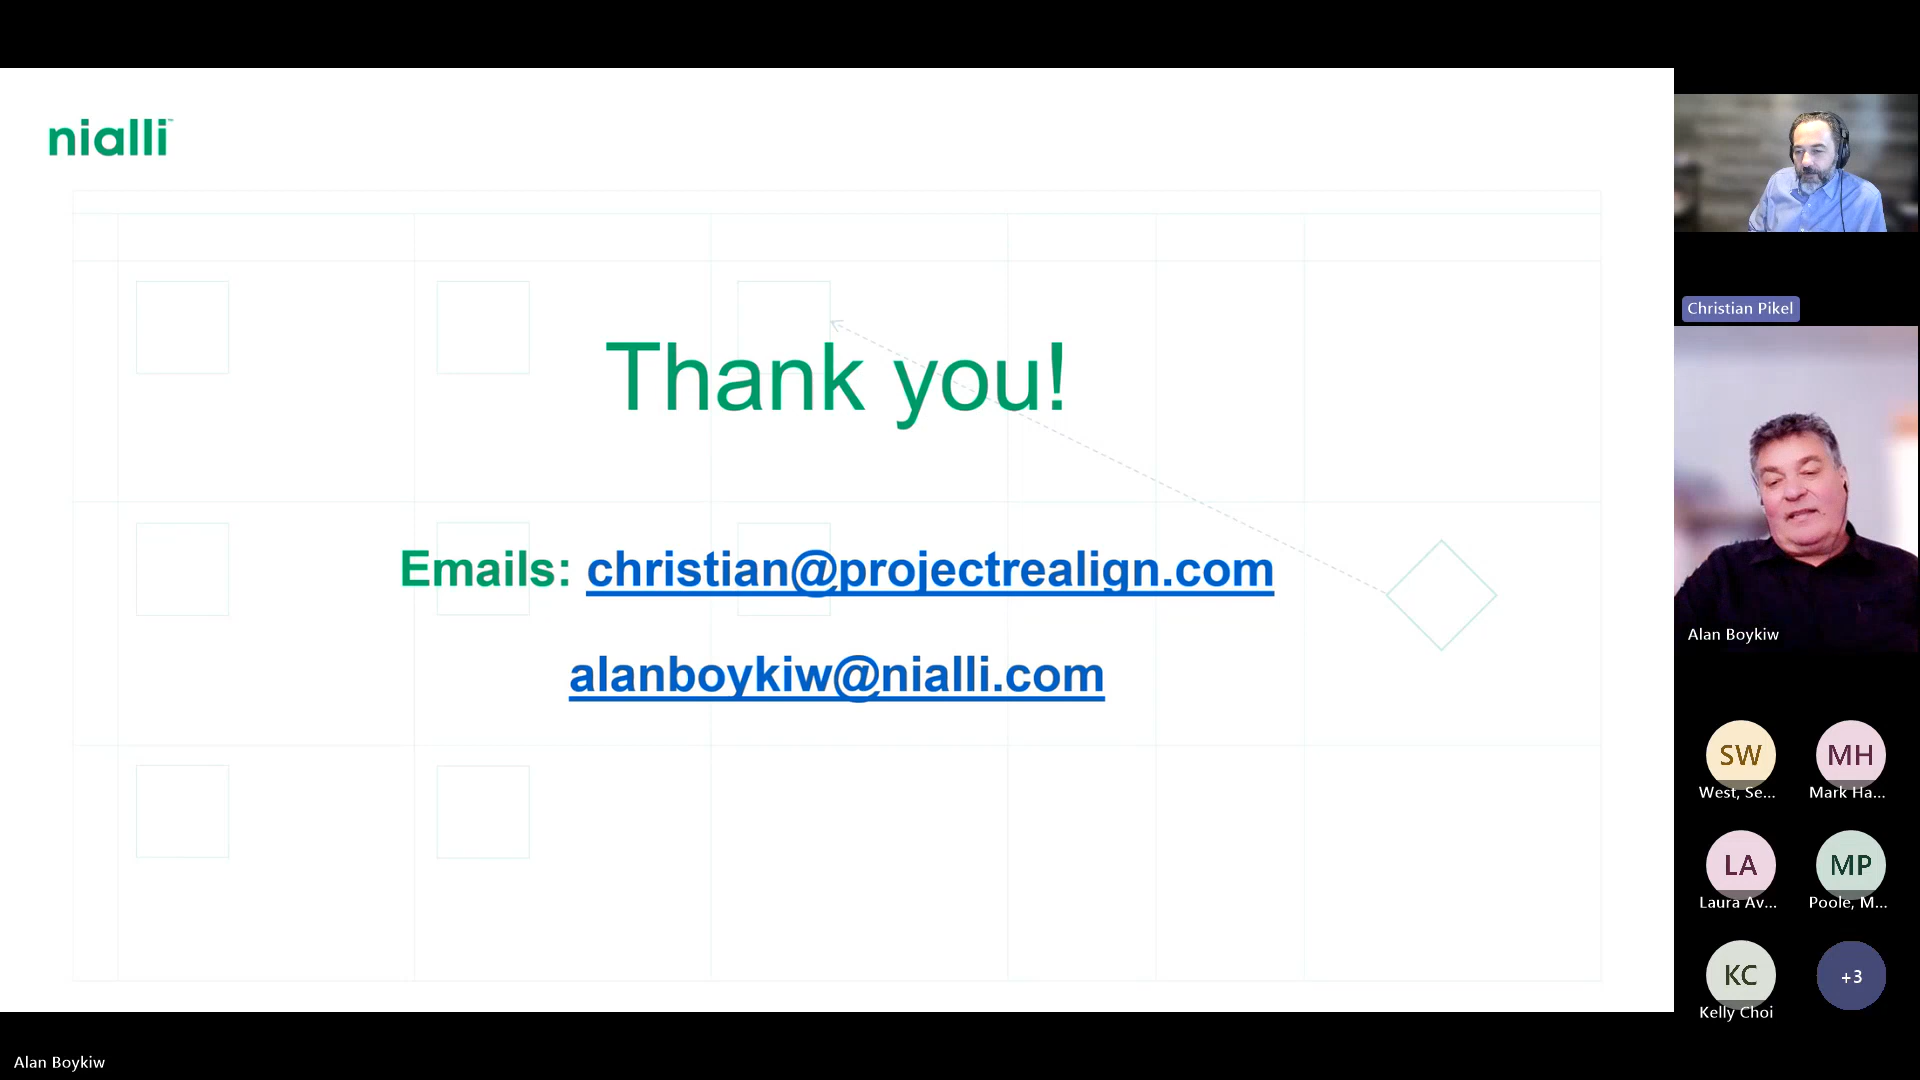 nialli™
Thank you!
Emails: christian@projectrealign.com
alanboykiw@nialli.com
Christian Pikel
Alan Boykiw
SW
MH
West, Se...
Mark Ha...
LA
MP
Laura Av...
Poole, M...
KC
+3
Kelly Choi
Alan Boykiw